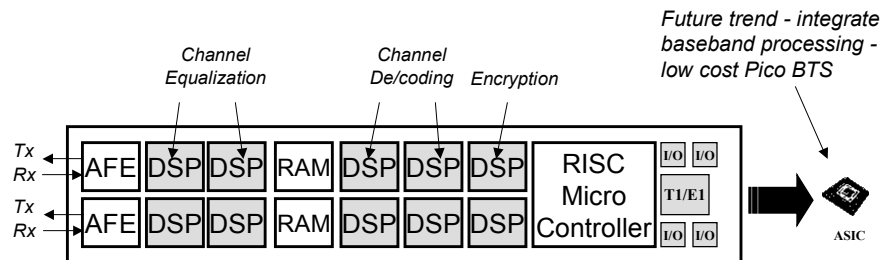 Future trend - integrate
baseband processing -
low cost Pico BTS
Channel
Equalization
Channel
De/coding
Encryption
Tx
Rx
AFE
DSP
DSP
RAM
DSP
DSP
DSP
RISC
Micro
Controller
I/O
I/O
T1/E1
Tx
Rx
AFE
DSP
DSP
RAM
DSP
DSP
DSP
I/O
I/O
ASIC